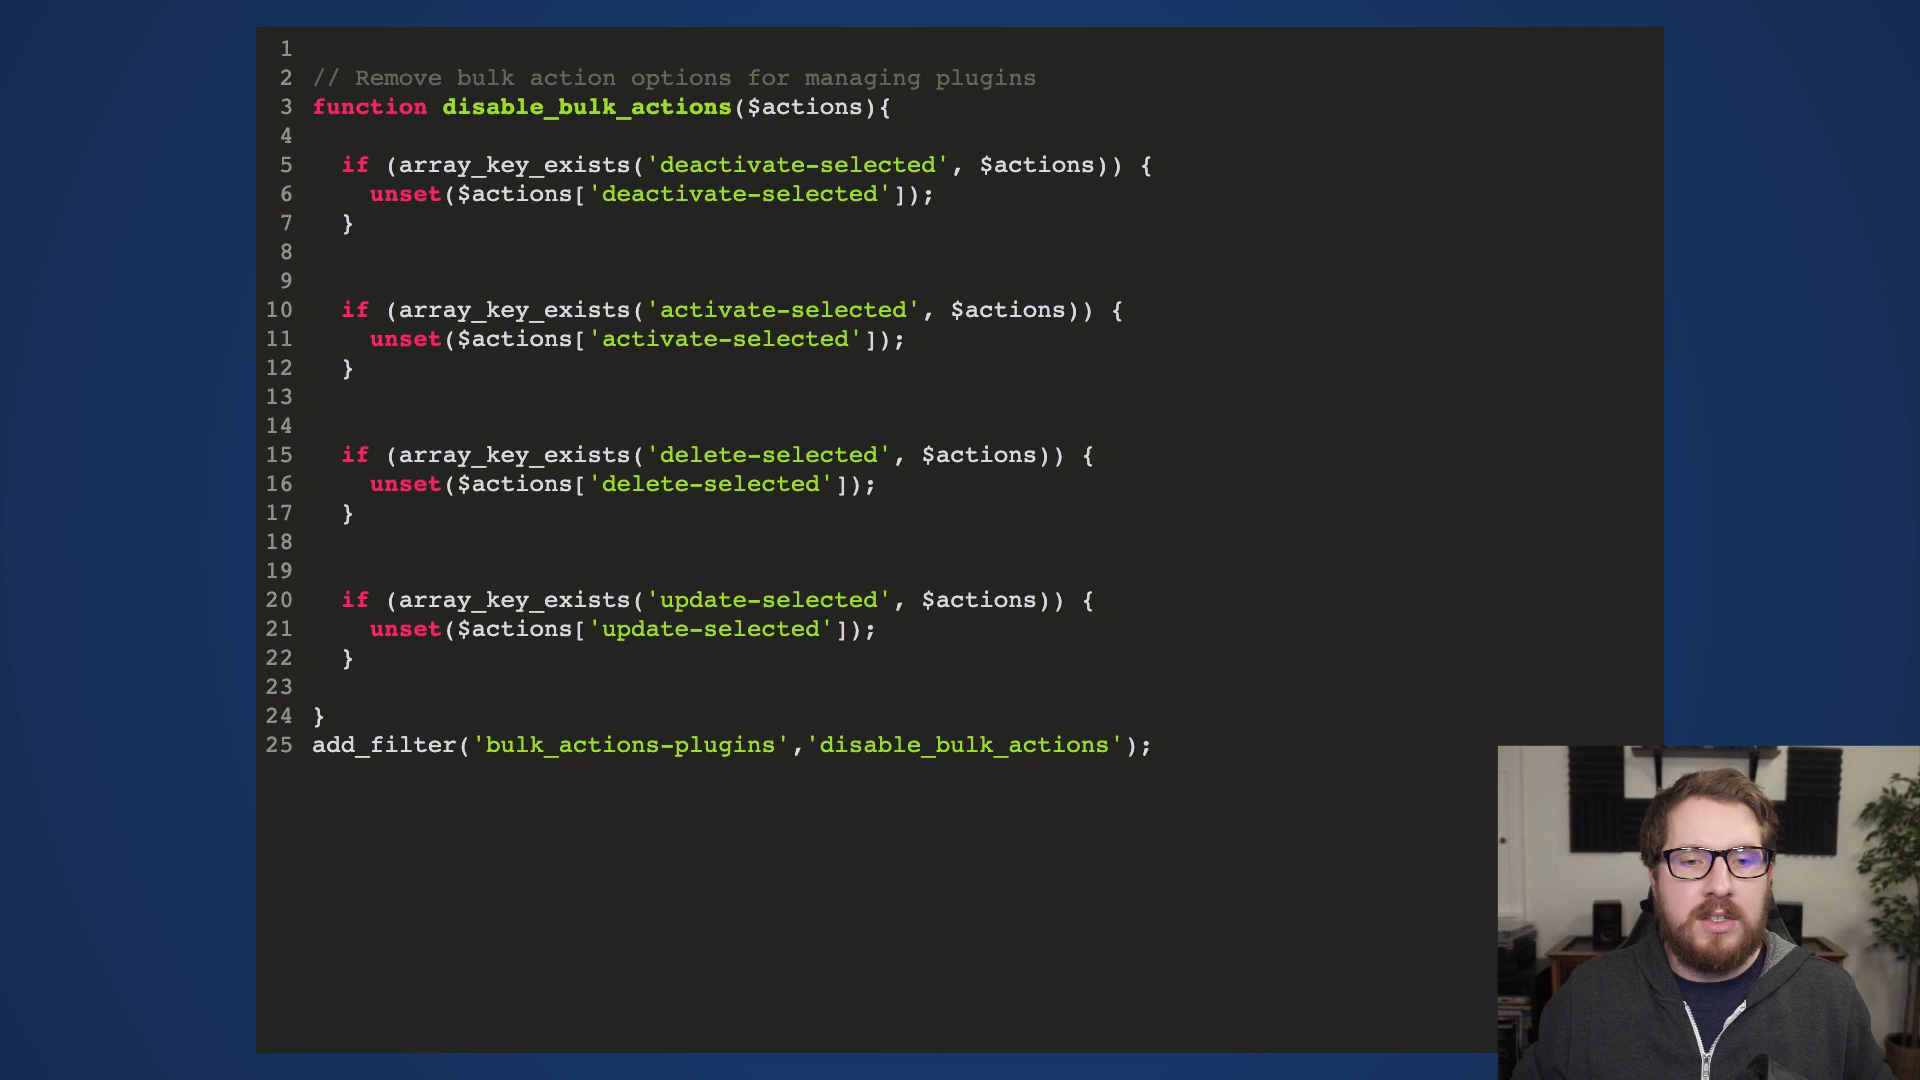 1
2 // Remove bulk action options for managing plugins
3 function disable_bulk_actions($actions){
4
5 if (array_key_exists('deactivate-selected', $actions)) {
6 unset($actions['deactivate-selected']);
7 }
8
9
10 if (array_key_exists('activate-selected', $actions)) {
11 unset($actions['activate-selected']);
12 }
13
14
15 if (array_key_exists('delete-selected', $actions)) {
16 unset($actions['delete-selected']);
17 }
18
19
20 if (array_key_exists('update-selected', $actions)) {
21 unset($actions['update-selected']);
22 }
23
24 }
25 add_filter('bulk_actions-plugins','disable_bulk_actions');